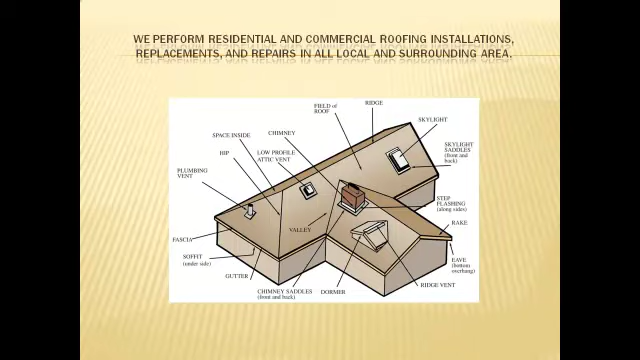 WE PERFORM RESIDENTIAL AND COMMERCIAL ROOFING INSTALLATIONS,
REPLACEMENTS, AND REPAIRS IN ALL LOCAL AND SURROUNDING AREA.
FIELD of
ROOF
RIDGE
SKYLIGHT
CHIMNEY
SPACE INSIDE
HIP
LOW PROFILE
ATTIC VENT
SKYLIGHT
SADDLES
(front and
back)
PLUMBING
VENT
STEP
FLASHING
(along sides)
RAKE
VALLEY
FASCIA
SOFFIT
(under side)
GUTTER
EAVE
(bottom
overhang)
CHIMNEY SADDLES
(front and back)
DORMER
RIDGE VENT